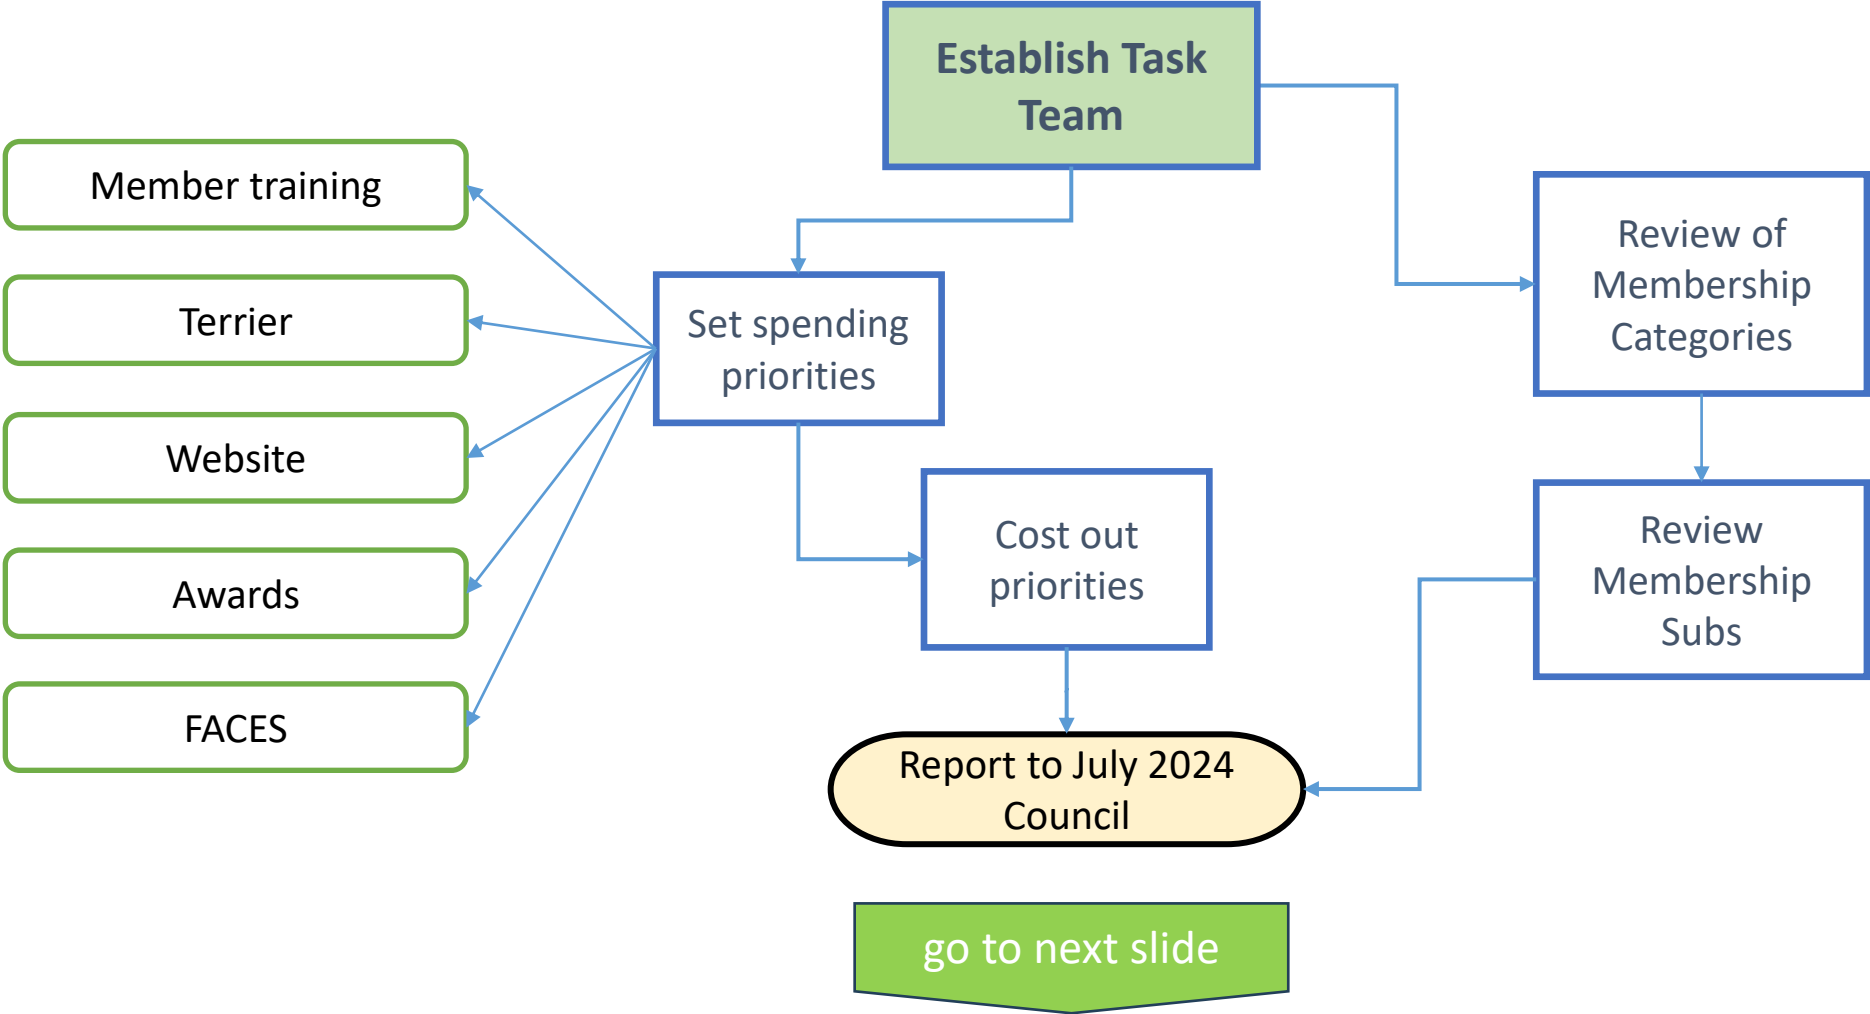 Establish Task
Team
Member training
Terrier
Website
Awards
FACES
Set spending
priorities
Cost out
priorities
Review of
Membership
Categories
Review
Membership
Subs
Report to July 2024
Council
go to next slide